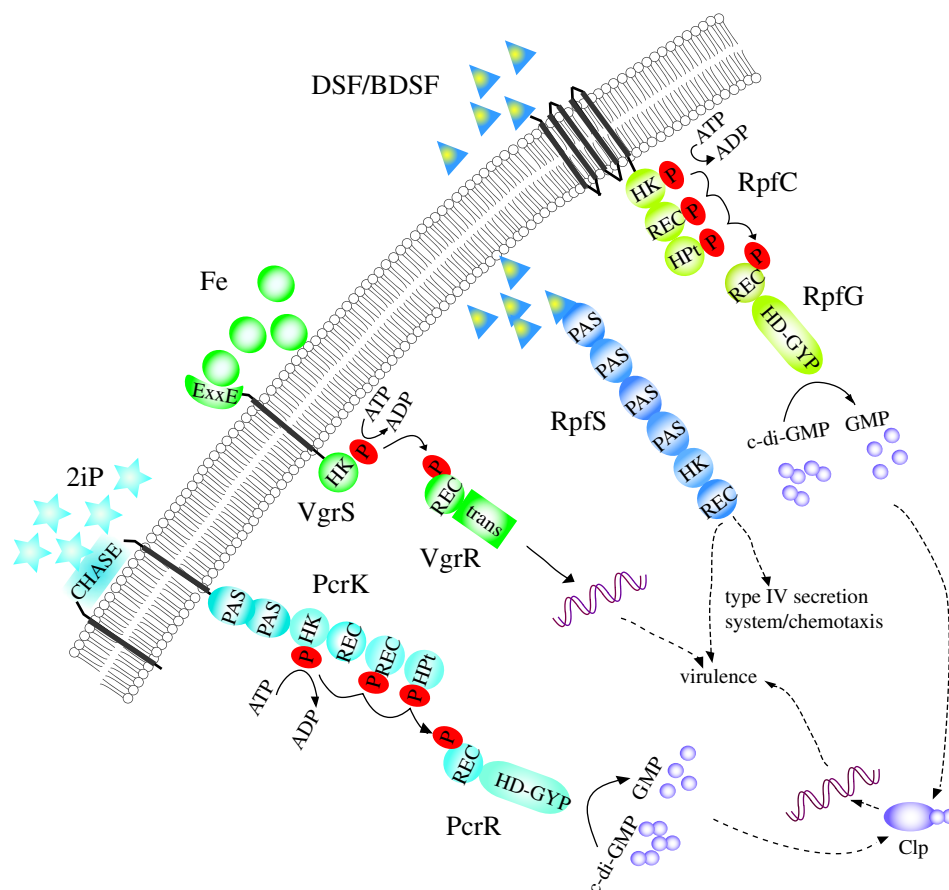 DSF/BDSF
ATP
ADP
RpfC
HK
P
REC
P
HPt
P
P
REC
RpfG
HD-GYP
Fe
ExxE
PAS
PAS
PAS
PAS
HK
REC
RpfS
c-di-GMP
GMP
ATP
ADP
HK
P
VgrS
P
REC
trans
VgrR
2iP
CHASE
PcrK
PAS
PAS
HK
REC
REC
HPt
P
P
P
ATP
ADP
type IV secretion
system/chemotaxis
virulence
P
REC
HD-GYP
PcrR
GMP
c-di-GMP
Clp